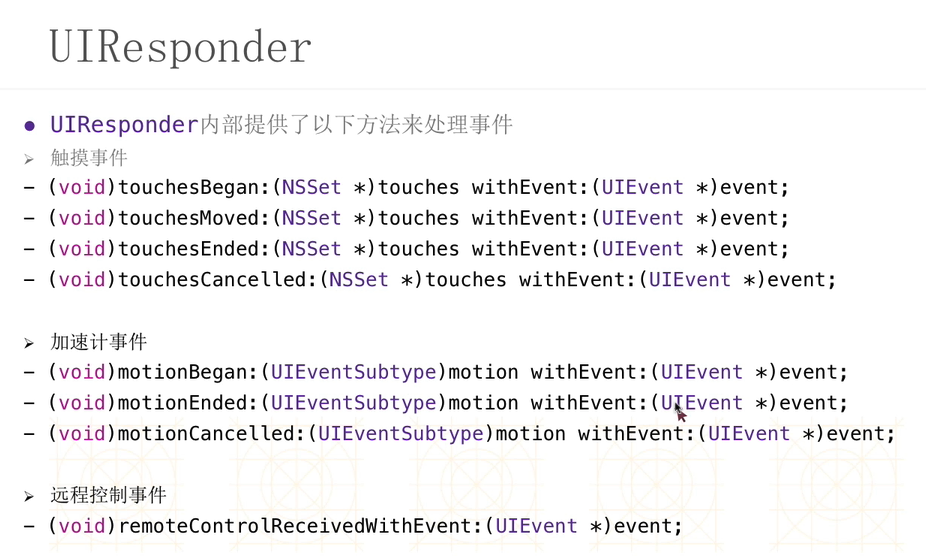 UIResponder
● UIResponder内部提供了以下方法来处理事件
➢ 触摸事件
– (void)touchesBegan:(NSSet *)touches withEvent:(UIEvent *)event;
– (void)touchesMoved:(NSSet *)touches withEvent:(UIEvent *)event;
– (void)touchesEnded:(NSSet *)touches withEvent:(UIEvent *)event;
– (void)touchesCancelled:(NSSet *)touches withEvent:(UIEvent *)event;
➢ 加速计事件
– (void)motionBegan:(UIEventSubtype)motion withEvent:(UIEvent *)event;
– (void)motionEnded:(UIEventSubtype)motion withEvent:(UIEvent *)event;
– (void)motionCancelled:(UIEventSubtype)motion withEvent:(UIEvent *)event;
➢ 远程控制事件
– (void)remoteControlReceivedWithEvent:(UIEvent *)event;